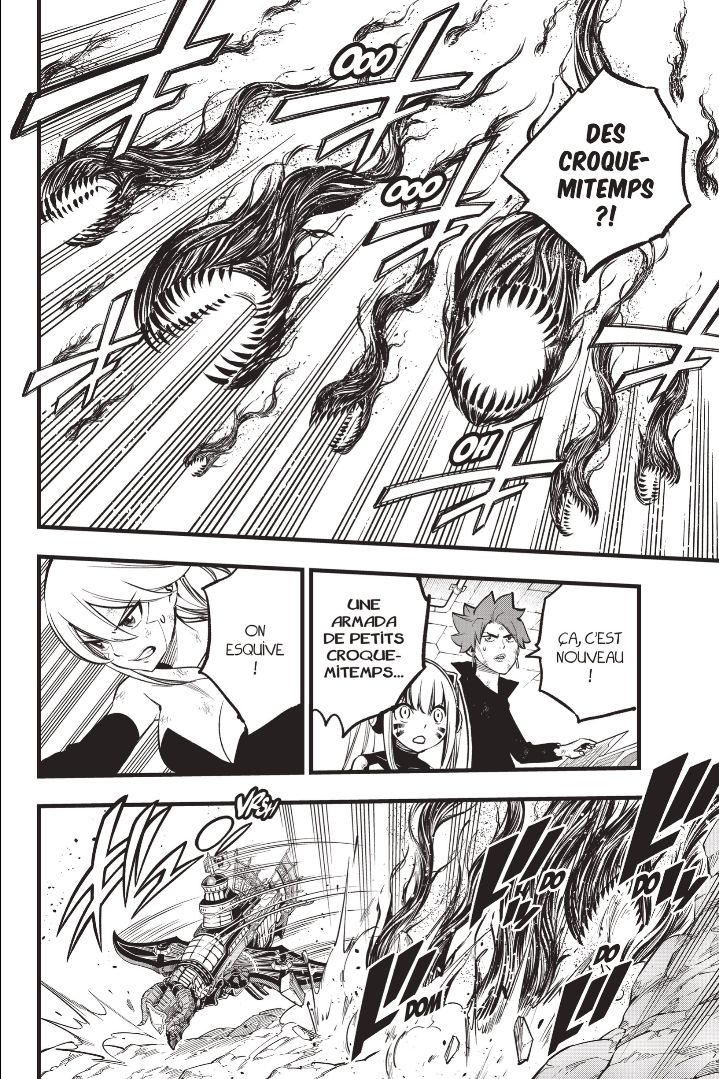 OOO
DES
CROQUE-
MITEMPS
?!
OOO
OH
ON
ESQUIVE
!
UNE
ARMADA
DE PETITS
CROQUE-
MITEMPS...
ÇA, C'EST
NOUVEAU
!
VRSH
DO
DO
DO
DOM